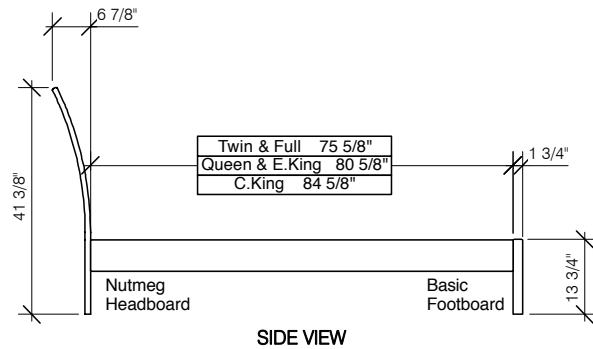 6 7/8"
Twin & Full 75 5/8"
Queen & E.King 80 5/8"
C.King 84 5/8"
1 3/4"
41 3/8"
Nutmeg
Headboard
Basic
Footboard
13 3/4"
SIDE VIEW